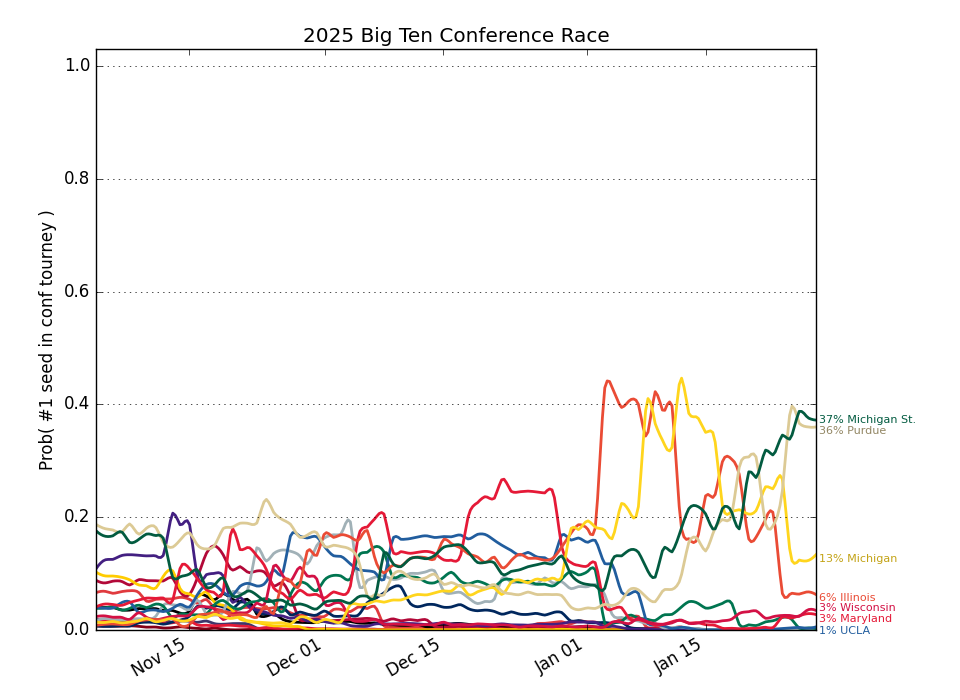 2025 Big Ten Conference Race
Prob( #1 seed in conf tourney )
1.0
0.8
0.6
0.4
0.2
0.0
Nov 15
Dec 01
Dec 15
Jan 01
Jan 15
37% Michigan St.
36% Purdue
13% Michigan
6% Illinois
3% Wisconsin
3% Maryland
1% UCLA